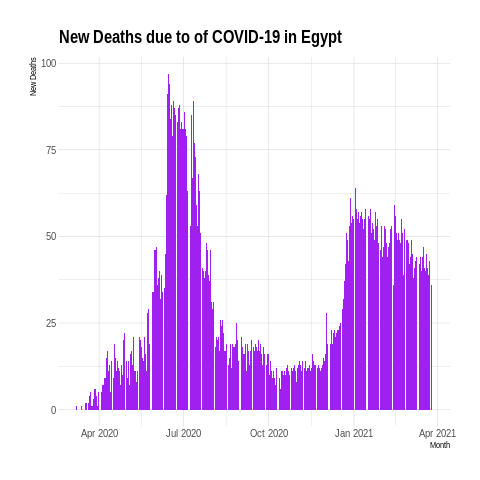 New Deaths due to of COVID-19 in Egypt
New Deaths
100
75
50
25
0
Apr 2020
Jul 2020
Oct 2020
Jan 2021
Apr 2021
Month